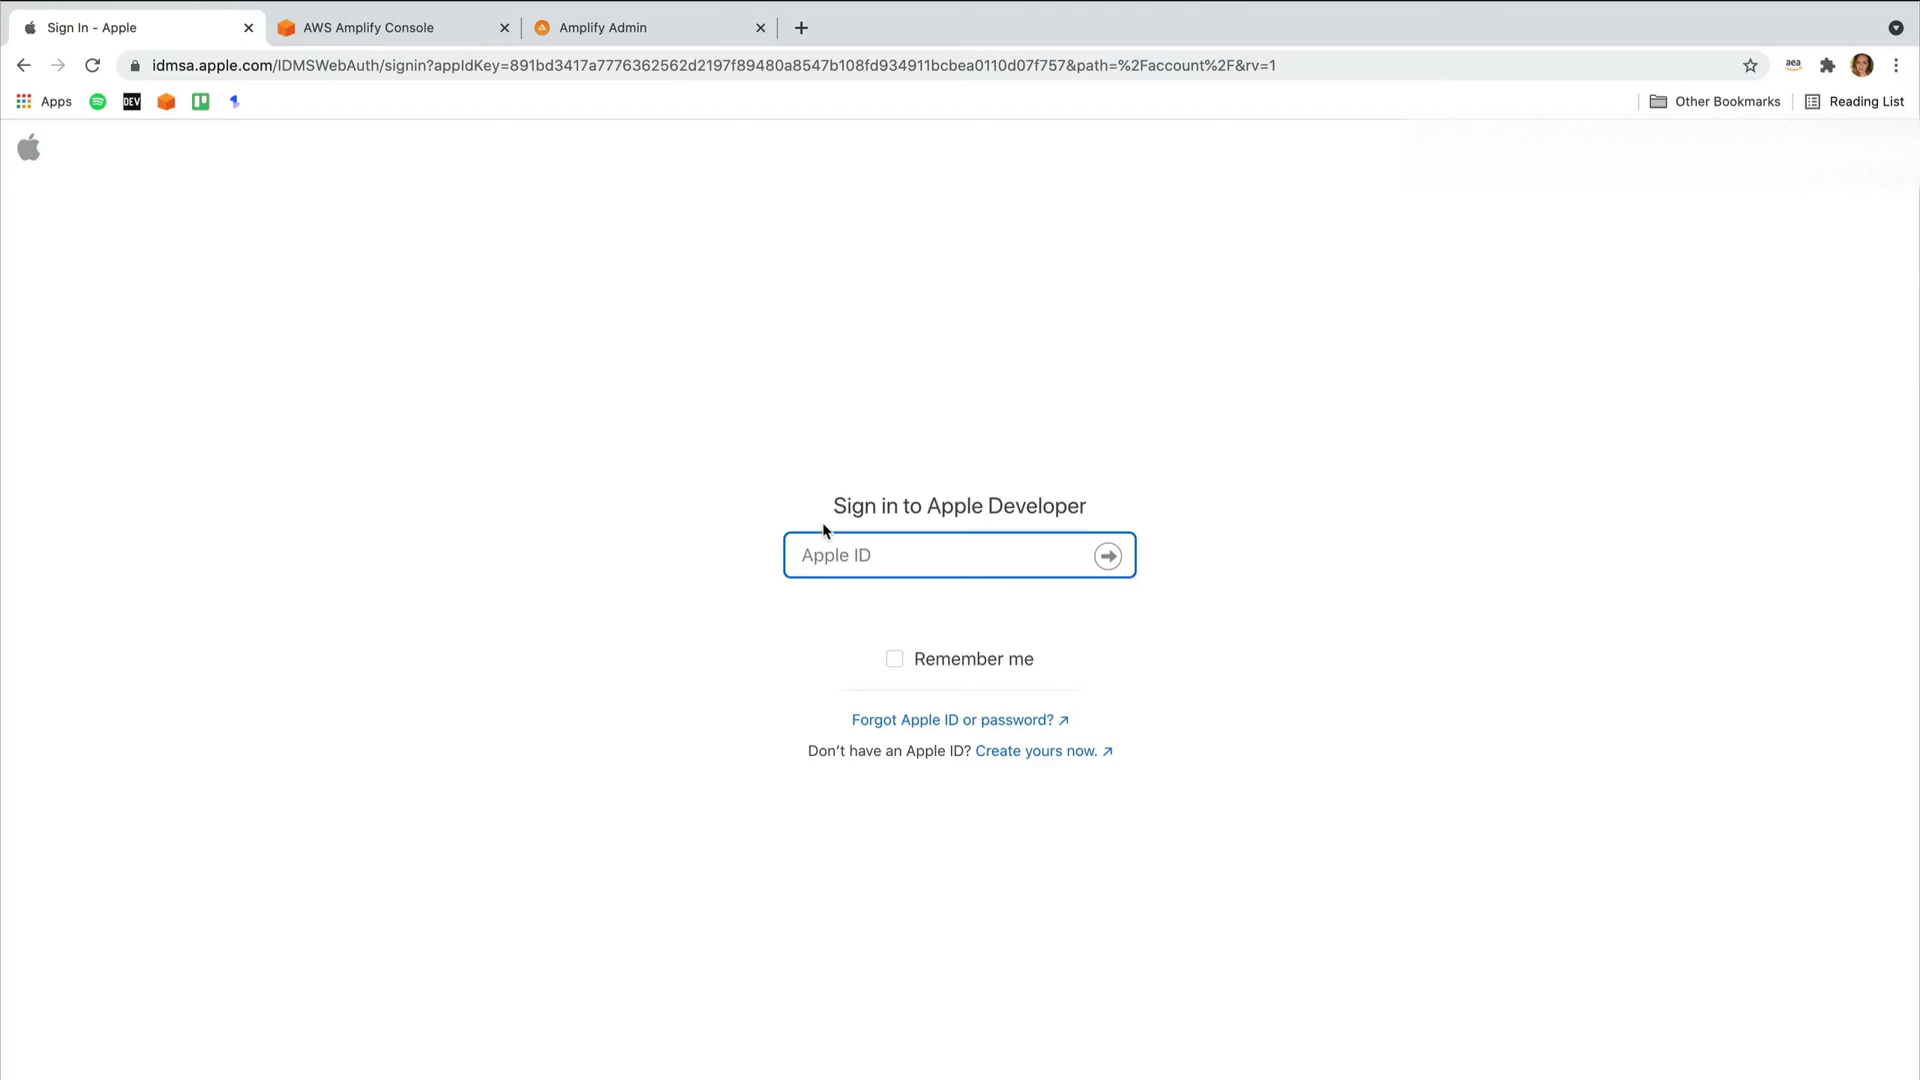 Sign In - Apple
AWS Amplify Console
Amplify Admin
idmsa.apple.com/IDMSWebAuth/signin?appIdKey=891bd3417a7776362562d2197f89480a8547b108fd934911bcbea0110d07f757&path=%2Faccount%2F&rv=1
aea
Apps
DEV
Other Bookmarks
Reading List
Sign in to Apple Developer
Apple ID
Remember me
Forgot Apple ID or password? ↗
Don’t have an Apple ID? Create yours now. ↗